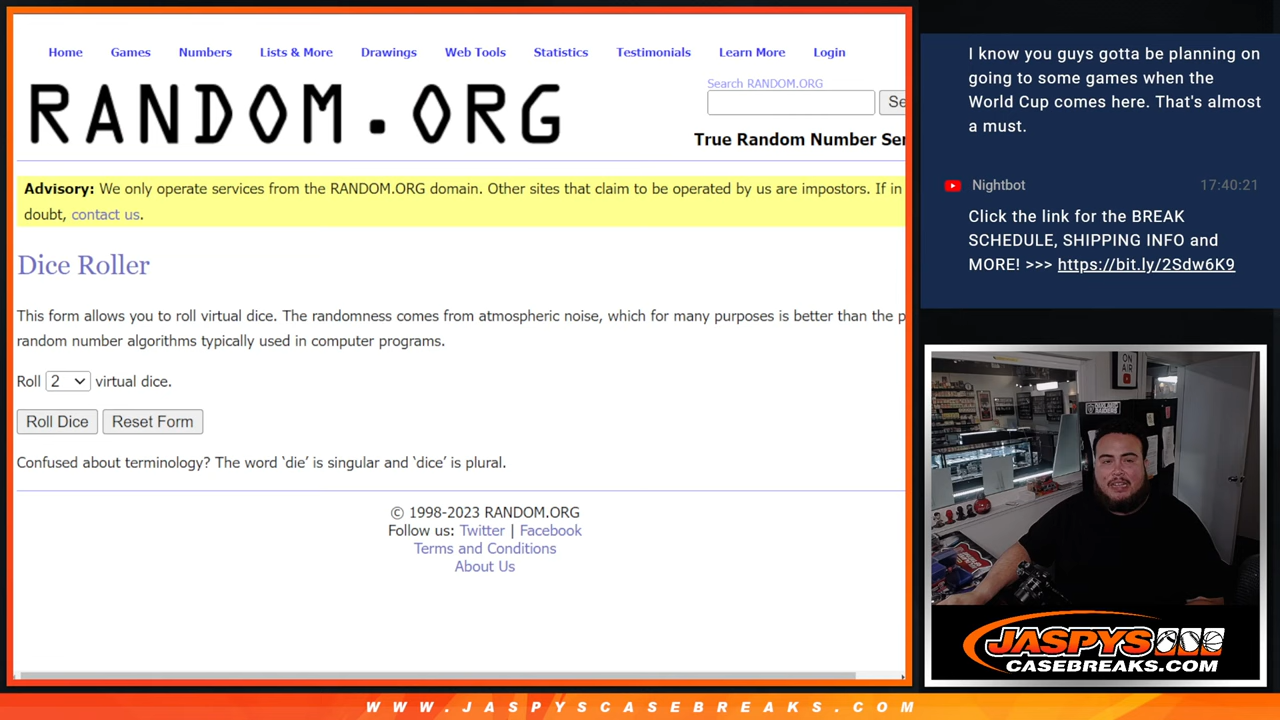 Home Games Numbers Lists & More Drawings Web Tools Statistics Testimonials Learn More Login
RANDOM.ORG
Search RANDOM.ORG
Se
True Random Number Ser
Advisory: We only operate services from the RANDOM.ORG domain. Other sites that claim to be operated by us are impostors. If in
doubt, contact us.
Dice Roller
This form allows you to roll virtual dice. The randomness comes from atmospheric noise, which for many purposes is better than the p
random number algorithms typically used in computer programs.
Roll 2 virtual dice.
Roll Dice Reset Form
Confused about terminology? The word ‘die’ is singular and ‘dice’ is plural.
© 1998-2023 RANDOM.ORG
Follow us: Twitter | Facebook
Terms and Conditions
About Us
I know you guys gotta be planning on
going to some games when the
World Cup comes here. That's almost
a must.
Nightbot 17:40:21
Click the link for the BREAK
SCHEDULE, SHIPPING INFO and
MORE! >>> https://bit.ly/2Sdw6K9
ON
AIR
JASPYS
CASEBREAKS.COM
WWW.JASPYSCASEBREAKS.COM